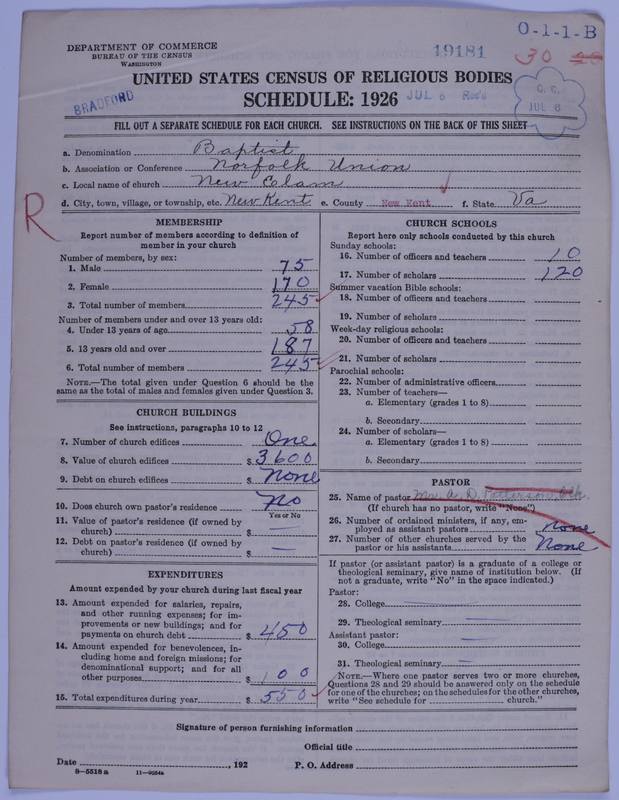 O-1-1-B
DEPARTMENT OF COMMERCE
BUREAU OF THE CENSUS
WASHINGTON
19181
30
UNITED STATES CENSUS OF RELIGIOUS BODIES
BRADFORD
SCHEDULE: 1926
JUL 6 Rec'd
C. C.
JUL 6
FILL OUT A SEPARATE SCHEDULE FOR EACH CHURCH. SEE INSTRUCTIONS ON THE BACK OF THIS SHEET
a. Denomination Baptist
b. Association or Conference Norfolk Union
c. Local name of church New Elam
d. City, town, village, or township, etc. New Kent e. County New Kent f. State Va
R
MEMBERSHIP
Report number of members according to definition of
member in your church
Number of members, by sex:
1. Male 75
2. Female 170
3. Total number of members 245
Number of members under and over 13 years old:
4. Under 13 years of age 58
5. 13 years old and over 187
6. Total number of members 245
NOTE.—The total given under Question 6 should be the
same as the total of males and females given under Question 3.
CHURCH BUILDINGS
See instructions, paragraphs 10 to 12
7. Number of church edifices One
8. Value of church edifices $ 3600
9. Debt on church edifices $ None
10. Does church own pastor's residence No
Yes or No
11. Value of pastor's residence (if owned by
church) $
12. Debt on pastor's residence (if owned by
church) $ —
EXPENDITURES
Amount expended by your church during last fiscal year
13. Amount expended for salaries, repairs,
and other running expenses; for im-
provements or new buildings; and for
payments on church debt $ 450
14. Amount expended for benevolences, in-
cluding home and foreign missions; for
denominational support; and for all
other purposes $ 100
15. Total expenditures during year $ 550
CHURCH SCHOOLS
Report here only schools conducted by this church
Sunday schools:
16. Number of officers and teachers 10
17. Number of scholars 120
Summer vacation Bible schools:
18. Number of officers and teachers
19. Number of scholars
Week-day religious schools:
20. Number of officers and teachers
21. Number of scholars
Parochial schools:
22. Number of administrative officers
23. Number of teachers—
a. Elementary (grades 1 to 8)
b. Secondary
24. Number of scholars—
a. Elementary (grades 1 to 8)
b. Secondary
PASTOR
25. Name of pastor Mr. A. D. Patterson, Clk.
(If church has no pastor, write "None")
26. Number of ordained ministers, if any, em-
ployed as assistant pastors None
27. Number of other churches served by the
pastor or his assistants None
If pastor (or assistant pastor) is a graduate of a college or
theological seminary, give name of institution below. (If
not a graduate, write "No" in the space indicated.)
Pastor:
28. College
29. Theological seminary —
Assistant pastor:
30. College —
31. Theological seminary —
NOTE.—Where one pastor serves two or more churches,
Questions 28 and 29 should be answered only on the schedule
for one of the churches; on the schedules for the other churches,
write "See schedule for church."
Signature of person furnishing information
Official title
Date , 192 P. O. Address
8—5518 a 11—9254a